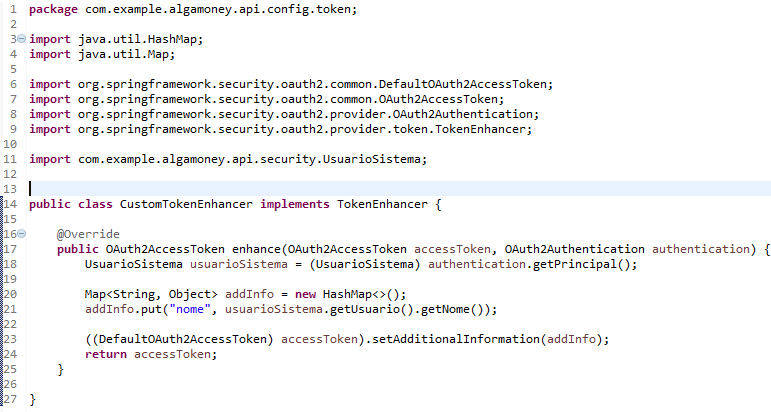 1 package com.example.algamoney.api.config.token;
2
3 import java.util.HashMap;
4 import java.util.Map;
5
6 import org.springframework.security.oauth2.common.DefaultOAuth2AccessToken;
7 import org.springframework.security.oauth2.common.OAuth2AccessToken;
8 import org.springframework.security.oauth2.provider.OAuth2Authentication;
9 import org.springframework.security.oauth2.provider.token.TokenEnhancer;
10
11 import com.example.algamoney.api.security.UsuarioSistema;
12
13
14 public class CustomTokenEnhancer implements TokenEnhancer {
15
16     @Override
17     public OAuth2AccessToken enhance(OAuth2AccessToken accessToken, OAuth2Authentication authentication) {
18         UsuarioSistema usuarioSistema = (UsuarioSistema) authentication.getPrincipal();
19
20         Map<String, Object> addInfo = new HashMap<>();
21         addInfo.put("nome", usuarioSistema.getUsuario().getNome());
22
23         ((DefaultOAuth2AccessToken) accessToken).setAdditionalInformation(addInfo);
24         return accessToken;
25     }
26
27 }